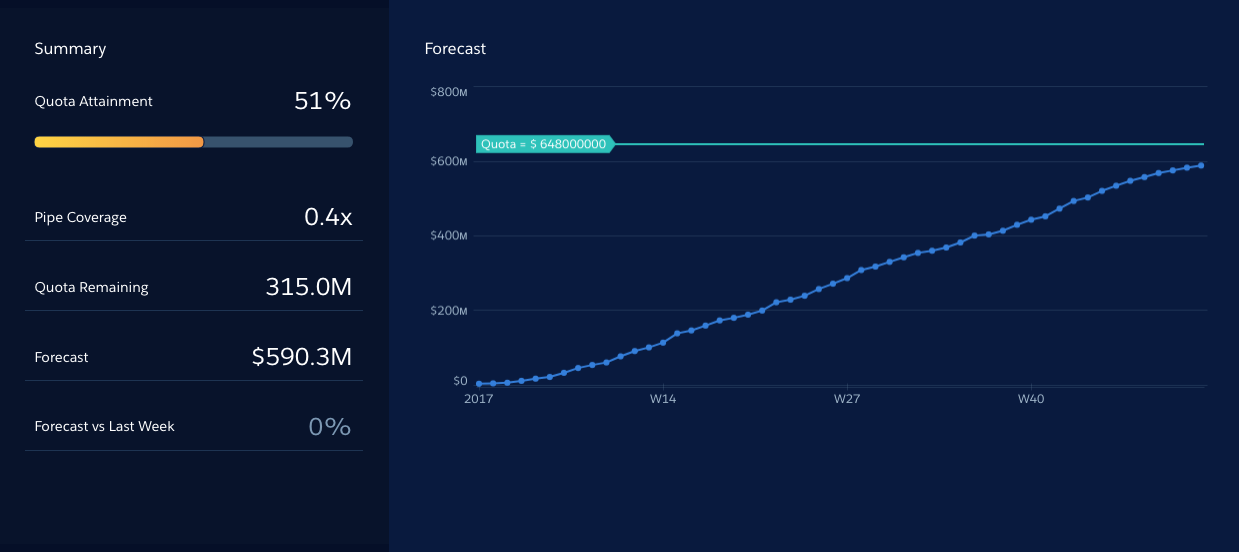 Summary
Quota Attainment 51%
Pipe Coverage 0.4x
Quota Remaining 315.0M
Forecast $590.3M
Forecast vs Last Week 0%
Forecast
$800M
Quota = $ 648000000
$600M
$400M
$200M
$0
2017 W14 W27 W40